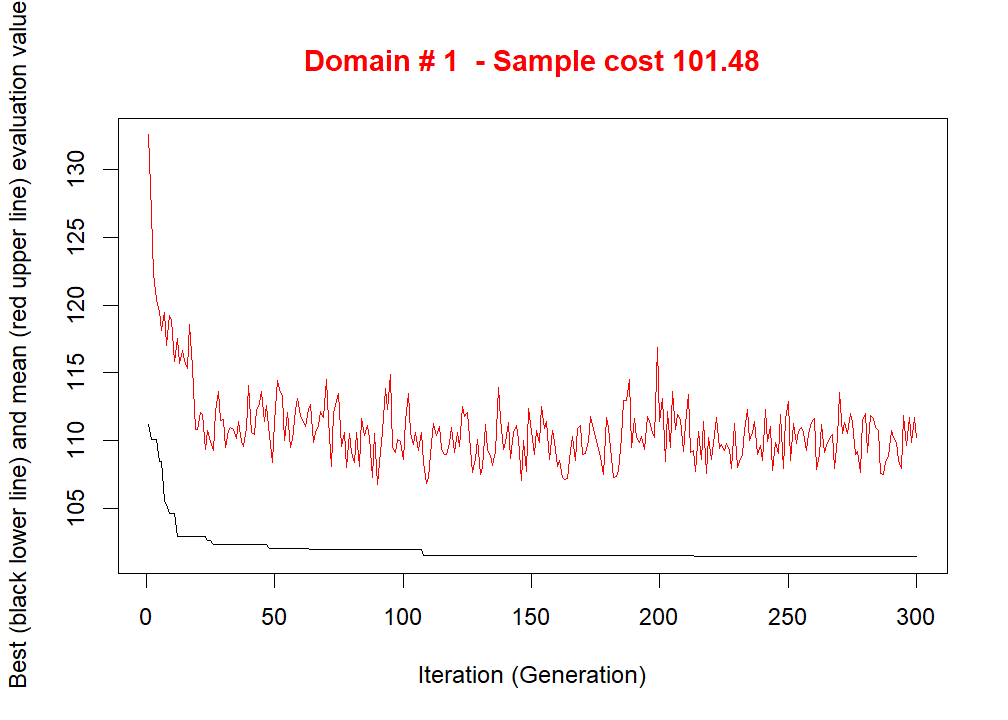 Domain # 1  - Sample cost 101.48
Best (black lower line) and mean (red upper line) evaluation value
130
125
120
115
110
105
0 50 100 150 200 250 300
Iteration (Generation)